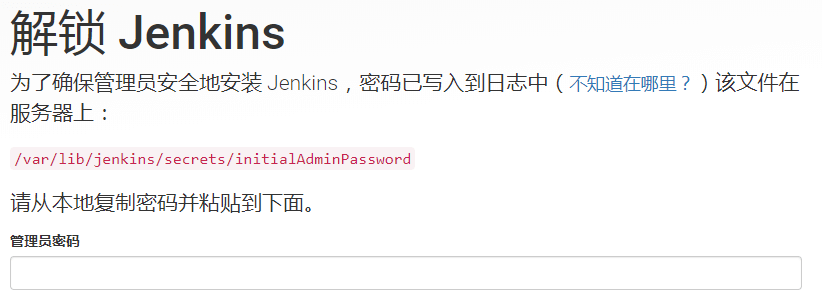 解锁 Jenkins
为了确保管理员安全地安装 Jenkins，密码已写入到日志中（不知道在哪里？）该文件在
服务器上：
/var/lib/jenkins/secrets/initialAdminPassword
请从本地复制密码并粘贴到下面。
管理员密码